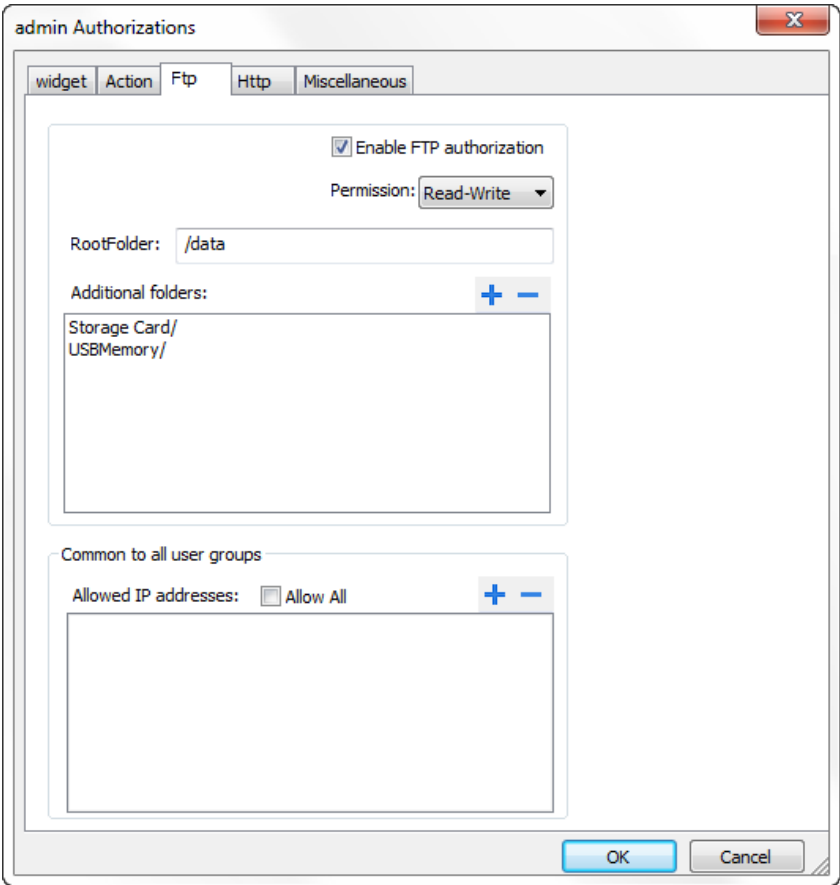 admin Authorizations
widget Action Ftp Http Miscellaneous
Enable FTP authorization
Permission: Read-Write
RootFolder: /data
Additional folders:
Storage Card/
USBMemory/
Common to all user groups
Allowed IP addresses: Allow All
OK Cancel